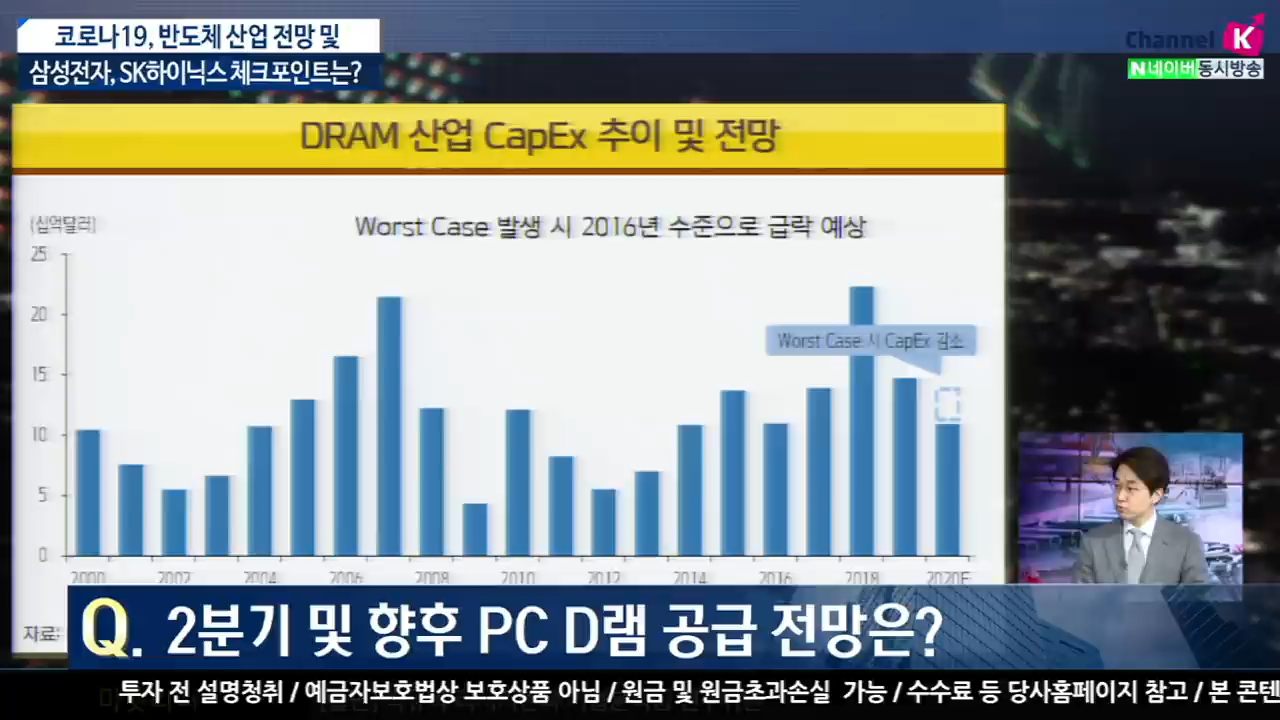 코로나19, 반도체 산업 전망 및
삼성전자, SK하이닉스 체크포인트는?
Channel K
N네이버 동시방송
DRAM 산업 CapEx 추이 및 전망
(십억달러)
Worst Case 발생 시 2016년 수준으로 급락 예상
25
20
15
10
5
0
Worst Case 시 CapEx 감소
2000 2002 2004 2006 2008 2010 2012 2014 2016 2018 2020E
자료:
Q. 2분기 및 향후 PC D램 공급 전망은?
투자 전 설명청취 / 예금자보호법상 보호상품 아님 / 원금 및 원금초과손실 가능 / 수수료 등 당사홈페이지 참고 / 본 콘텐